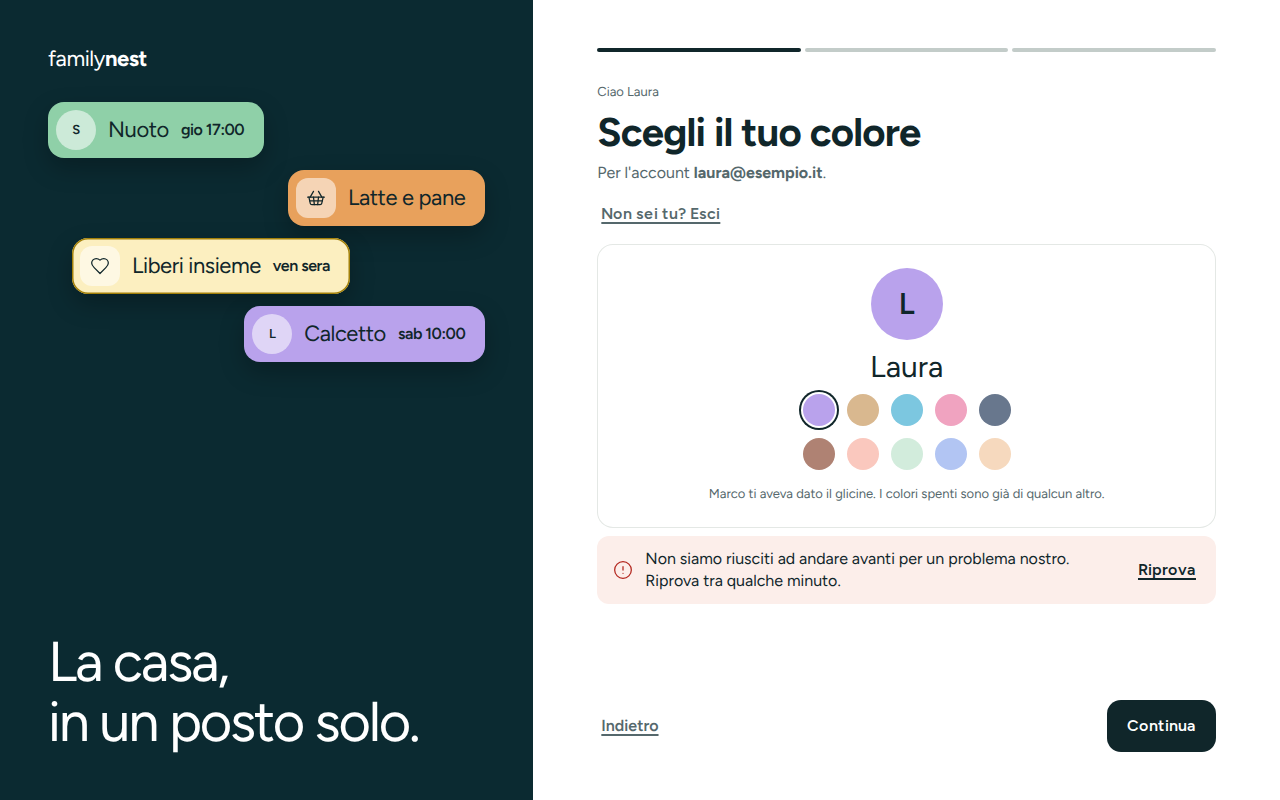 familynest
S Nuoto gio 17:00
Latte e pane
Liberi insieme ven sera
L Calcetto sab 10:00
La casa,
in un posto solo.
Ciao Laura
Scegli il tuo colore
Per l'account laura@esempio.it.
Non sei tu? Esci
L
Laura
Marco ti aveva dato il glicine. I colori spenti sono già di qualcun altro.
Non siamo riusciti ad andare avanti per un problema nostro.
Riprova tra qualche minuto.
Riprova
Indietro
Continua